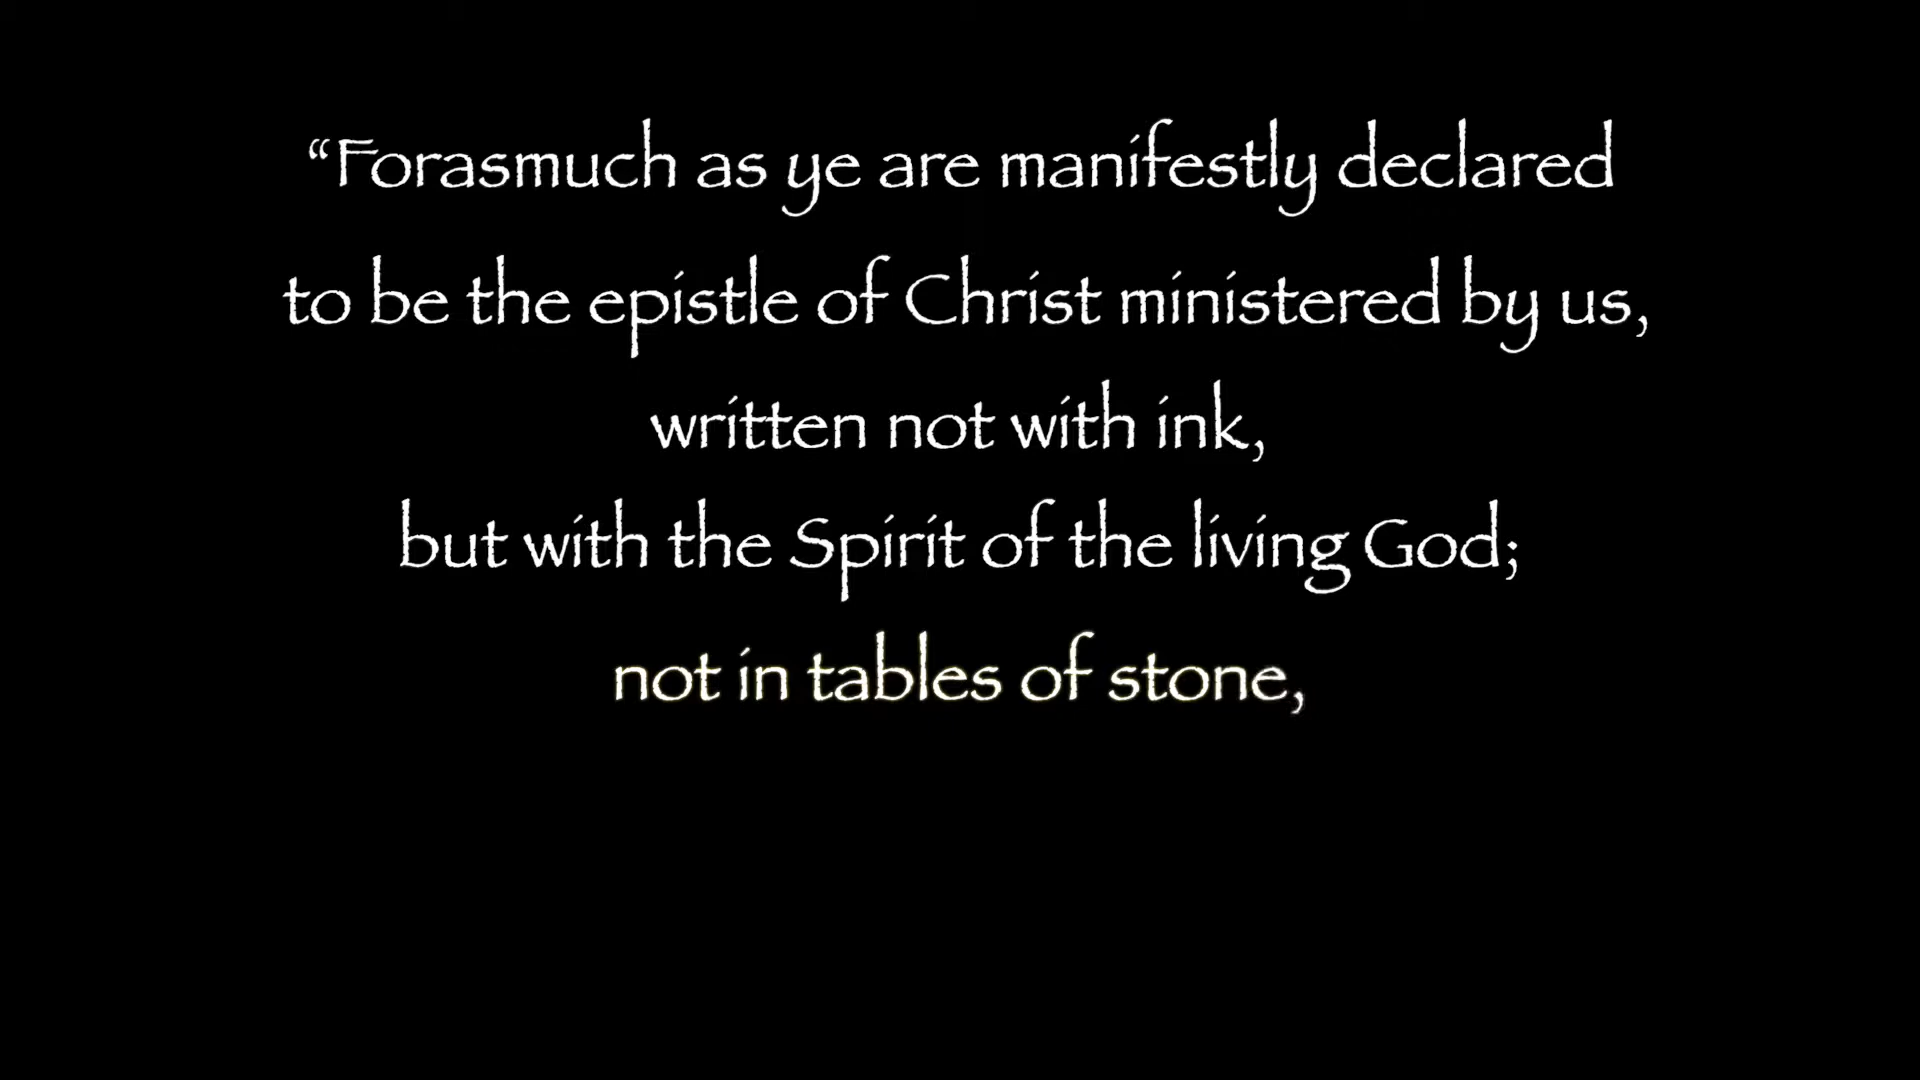 “Forasmuch as ye are manifestly declared
to be the epistle of Christ ministered by us,
written not with ink,
but with the Spirit of the living God;
not in tables of stone,